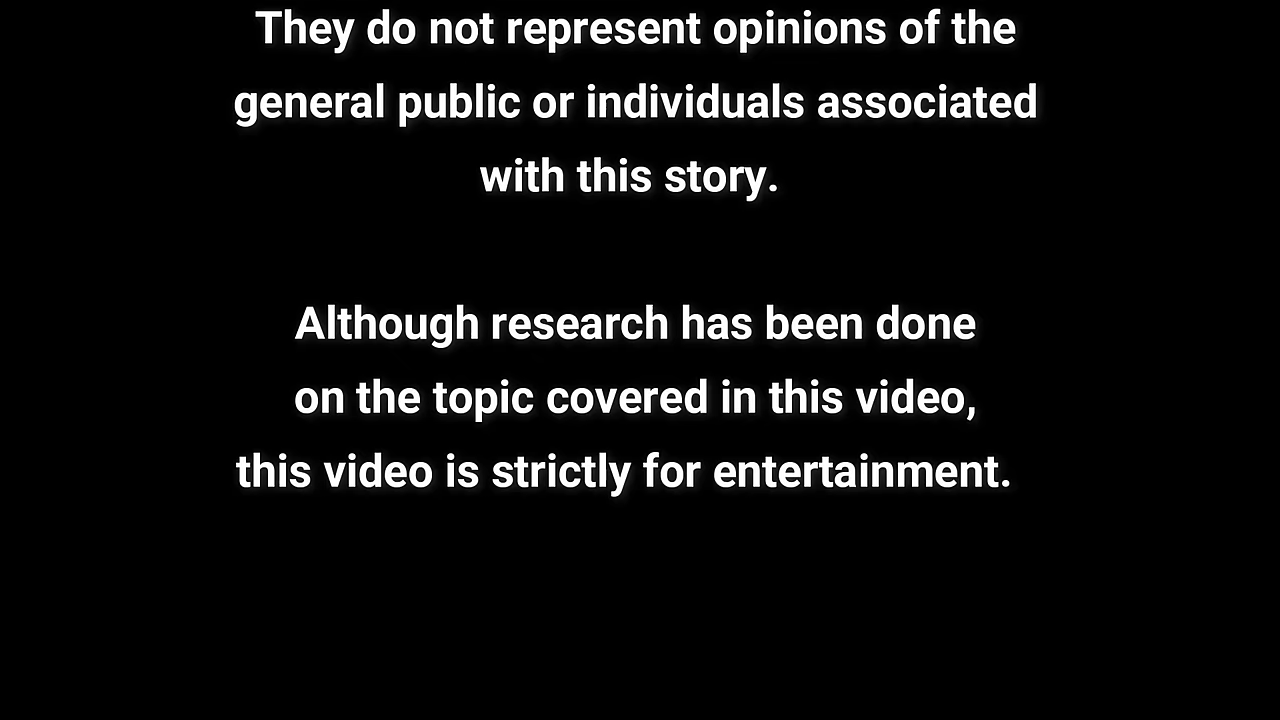 They do not represent opinions of the
general public or individuals associated
with this story.
Although research has been done
on the topic covered in this video,
this video is strictly for entertainment.